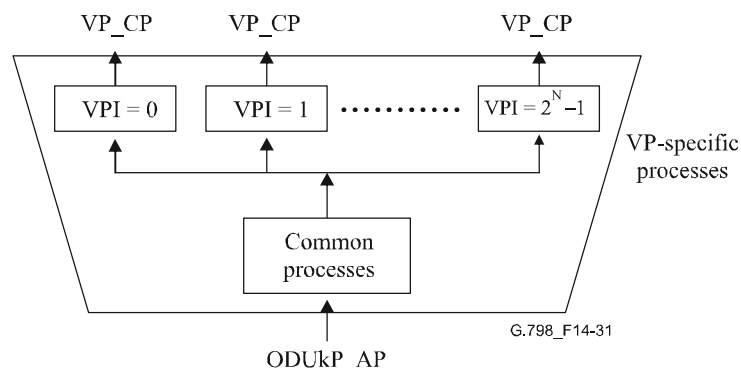 VP_CP VP_CP VP_CP
VPI = 0 VPI = 1 VPI = 2^N –1
VP-specific
processes
Common
processes
G.798_F14-31
ODUkP_AP